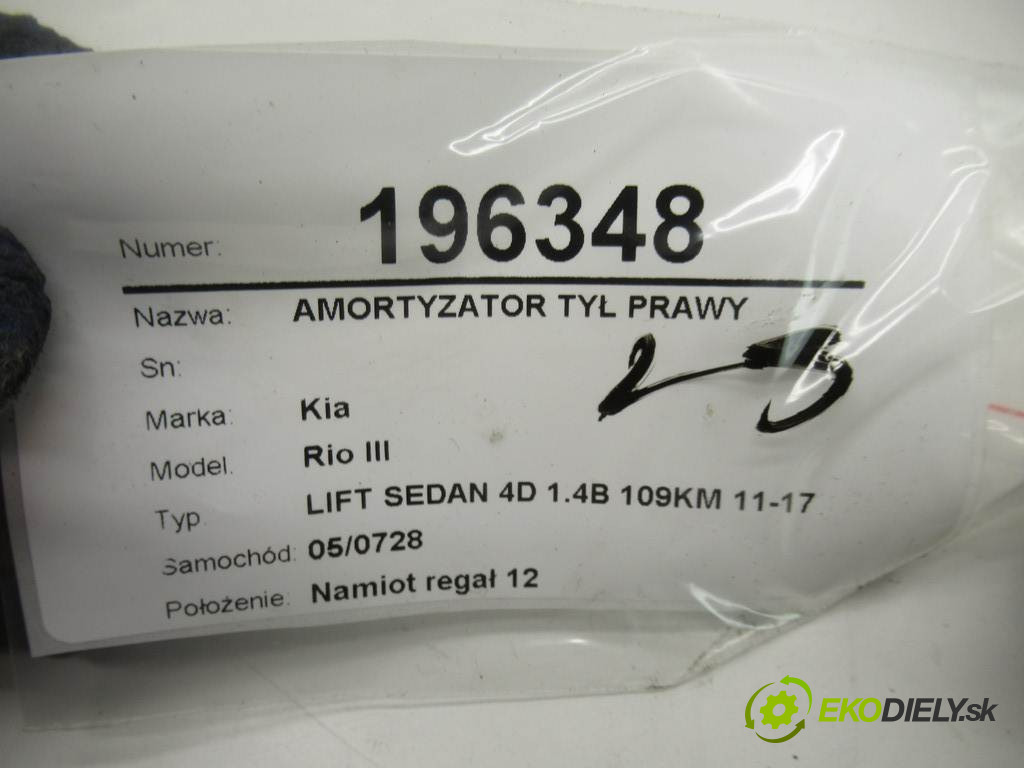 Numer: 196348
Nazwa: AMORTYZATOR TYŁ PRAWY
Sn:
Marka: Kia
Model. Rio III
Typ LIFT SEDAN 4D 1.4B 109KM 11-17
Samochód: 05/0728
Położenie: Namiot regał 12
EKODIELY.sk